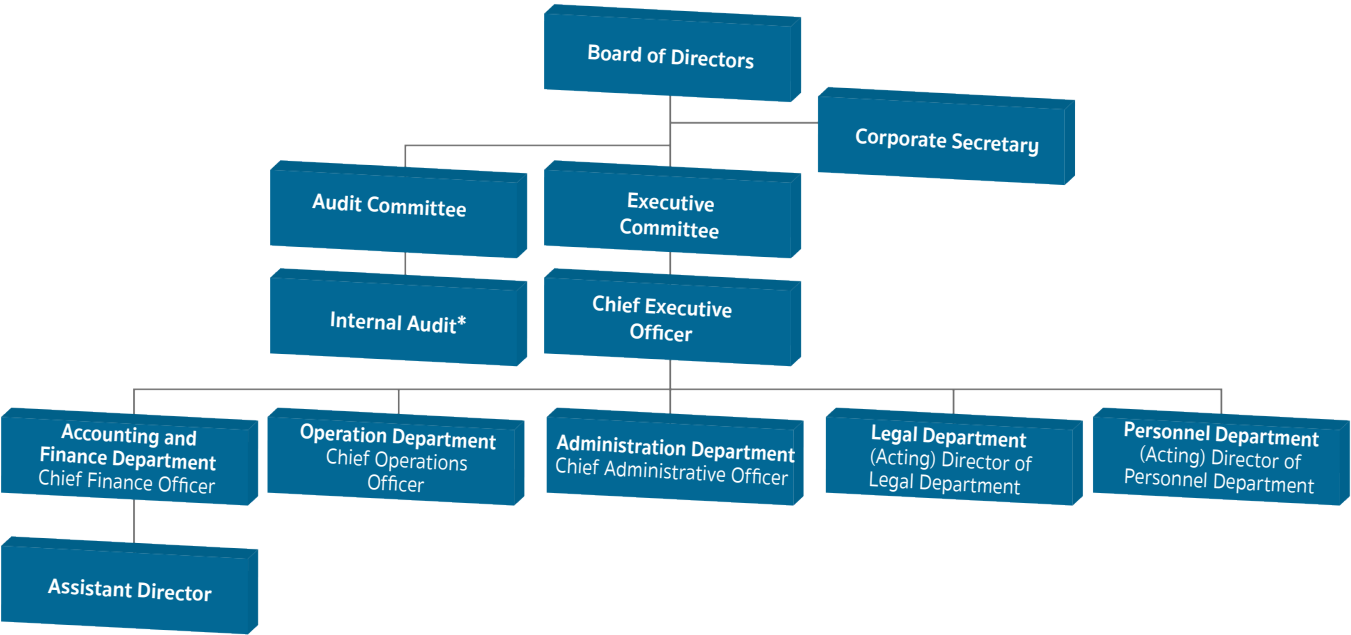 Board of Directors
Corporate Secretary
Audit Committee
Executive
Committee
Internal Audit*
Chief Executive
Officer
Accounting and
Finance Department
Chief Finance Officer
Operation Department
Chief Operations
Officer
Administration Department
Chief Administrative Officer
Legal Department
(Acting) Director of
Legal Department
Personnel Department
(Acting) Director of
Personnel Department
Assistant Director